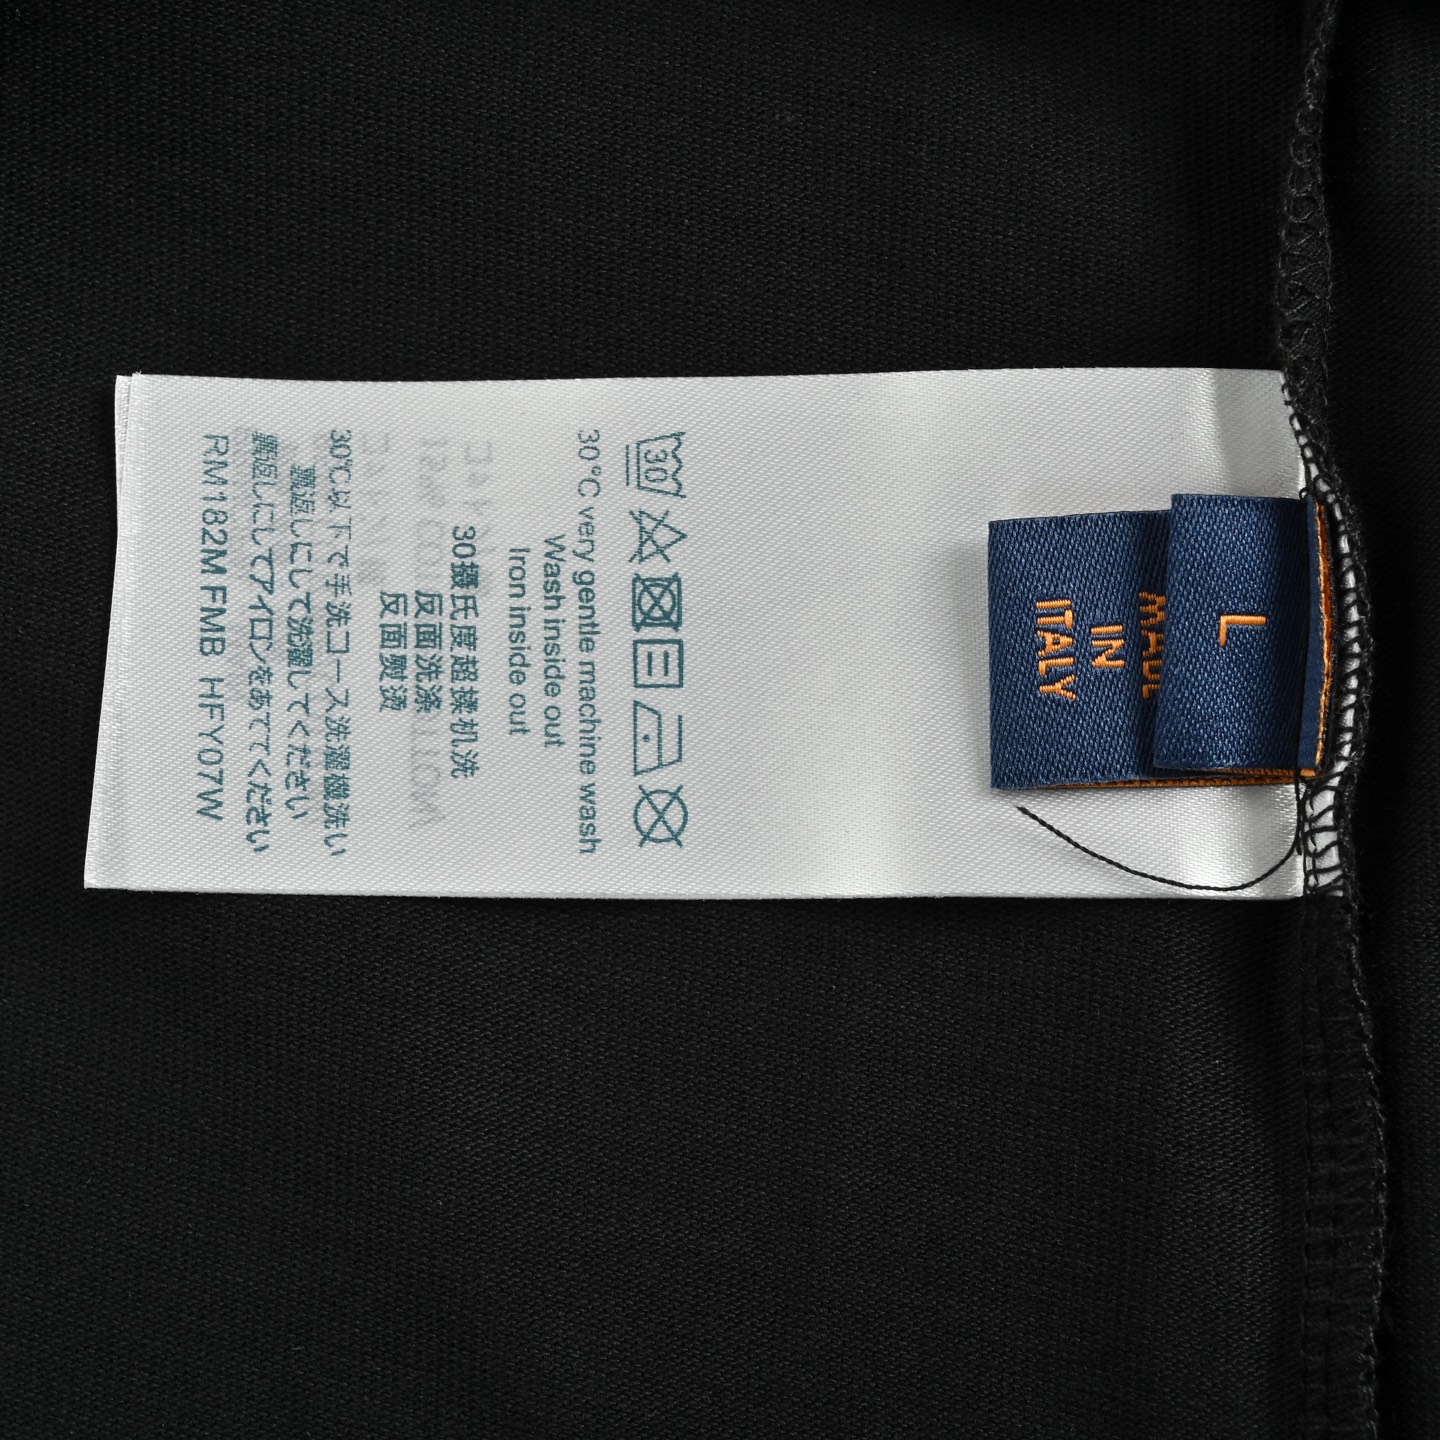 L
MADE
IN
ITALY
30
30°C very gentle machine wash
Wash inside out
Iron inside out
30摄氏度超揉机洗
反面洗涤
反面熨烫
30℃以下で手洗コース洗濯機洗い
裏返しにして洗濯してください
裏返しにしてアイロンをあててください
RM182M FMB HFY07W